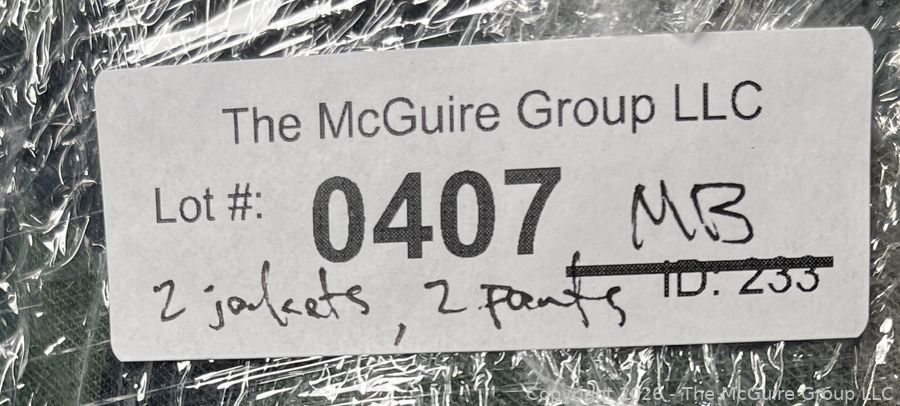 The McGuire Group LLC
Lot #: 0407 MB
2 jackets, 2 pants ID: 233
Copyright 2026 - The McGuire Group LLC